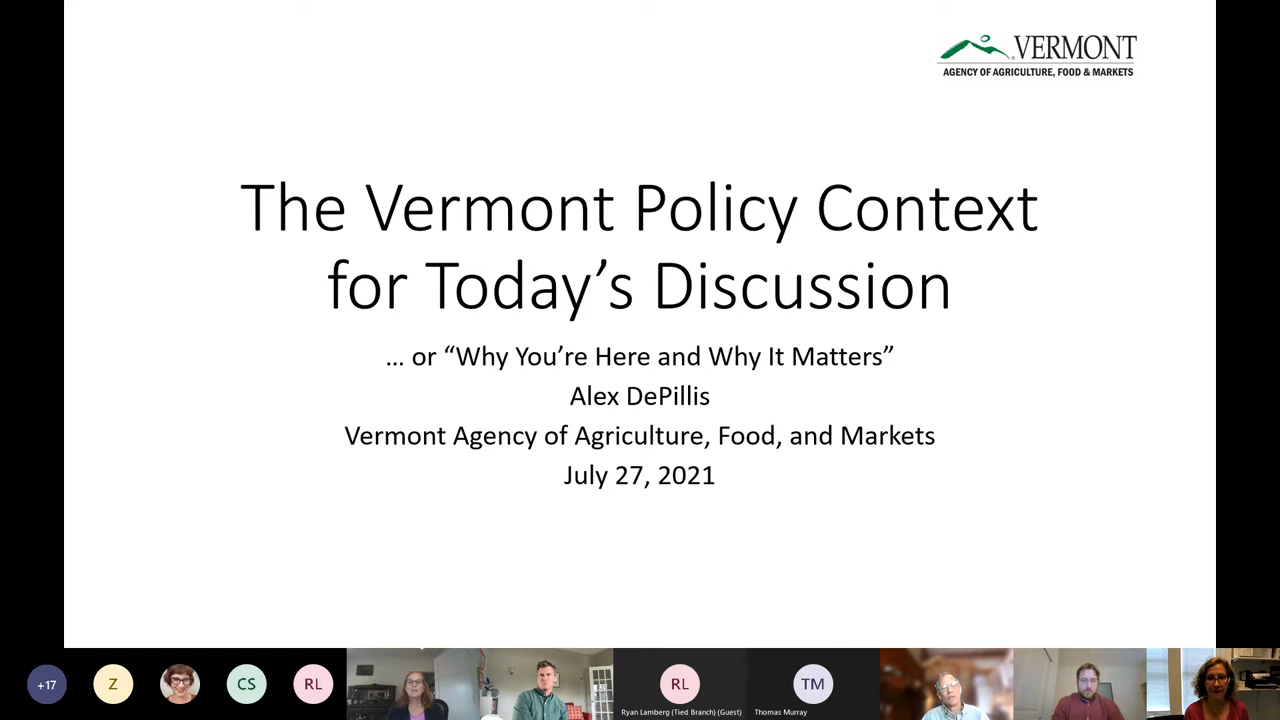 VERMONT
AGENCY OF AGRICULTURE, FOOD & MARKETS
The Vermont Policy Context
for Today’s Discussion
… or “Why You’re Here and Why It Matters”
Alex DePillis
Vermont Agency of Agriculture, Food, and Markets
July 27, 2021
+17
Z
CS
RL
RL
TM
Ryan Lamberg (Tied Branch) (Guest)
Thomas Murray